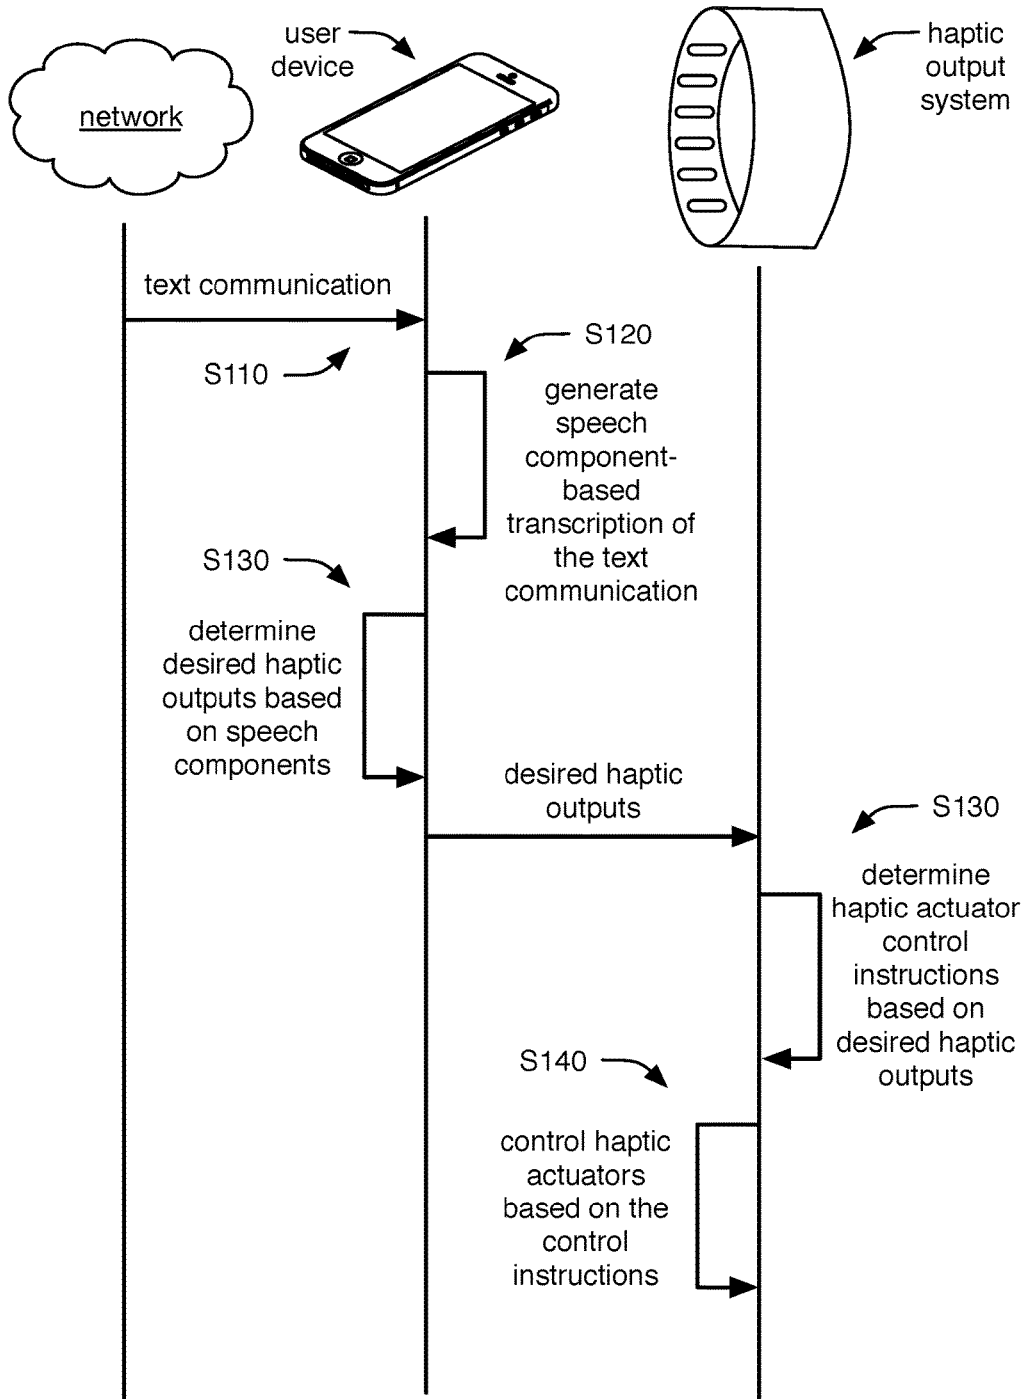 network
user
device
haptic
output
system
text communication
S110
S120
generate
speech
component-
based
transcription of
the text
communication
S130
determine
desired haptic
outputs based
on speech
components
desired haptic
outputs
S130
determine
haptic actuator
control
instructions
based on
desired haptic
outputs
S140
control haptic
actuators
based on the
control
instructions